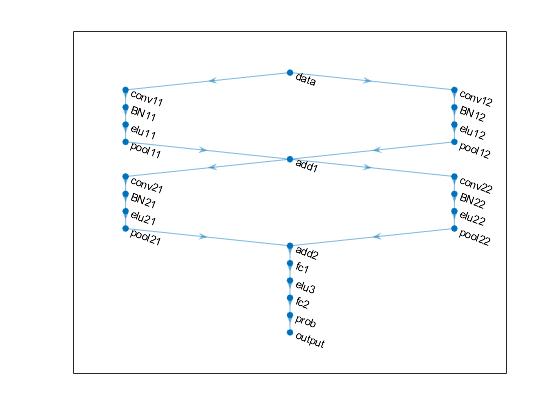 data
conv11
conv12
BN11
BN12
elu11
elu12
pool11
pool12
add1
conv21
conv22
BN21
BN22
elu21
elu22
pool21
pool22
add2
fc1
elu3
fc2
prob
output